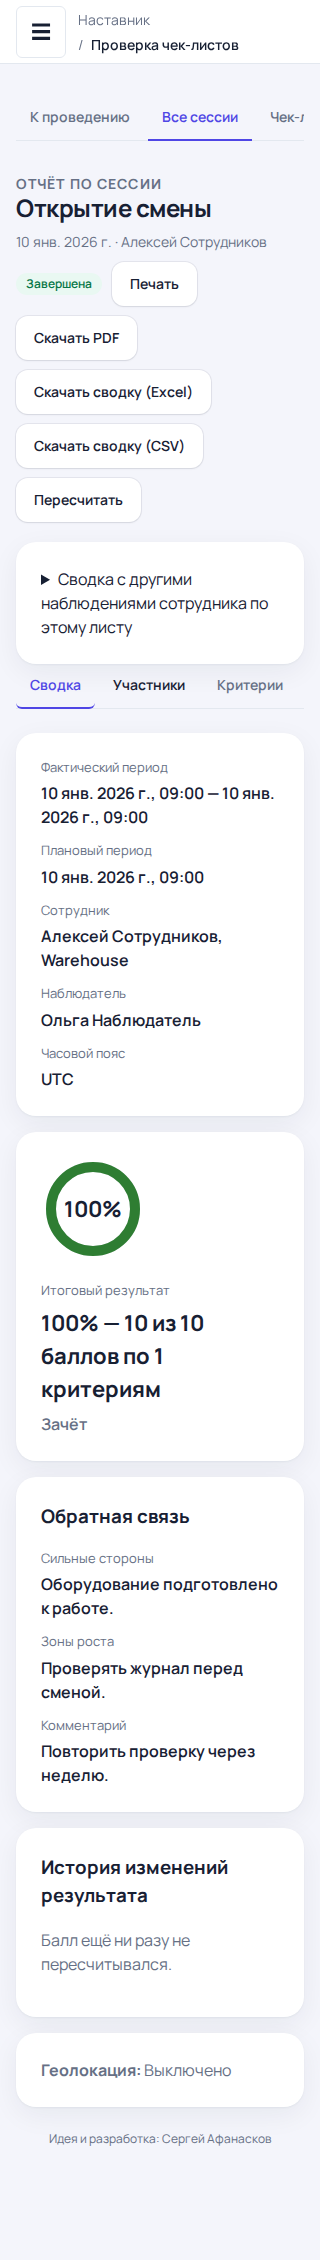 ☰
Наставник
/ Проверка чек-листов
К проведению Все сессии Чек-л
ОТЧЁТ ПО СЕССИИ
Открытие смены
10 янв. 2026 г. · Алексей Сотрудников
Завершена Печать
Скачать PDF
Скачать сводку (Excel)
Скачать сводку (CSV)
Пересчитать
▶ Сводка с другими
наблюдениями сотрудника по
этому листу
Сводка Участники Критерии
Фактический период
10 янв. 2026 г., 09:00 — 10 янв.
2026 г., 09:00
Плановый период
10 янв. 2026 г., 09:00
Сотрудник
Алексей Сотрудников,
Warehouse
Наблюдатель
Ольга Наблюдатель
Часовой пояс
UTC
100%
Итоговый результат
100% — 10 из 10
баллов по 1
критериям
Зачёт
Обратная связь
Сильные стороны
Оборудование подготовлено
к работе.
Зоны роста
Проверять журнал перед
сменой.
Комментарий
Повторить проверку через
неделю.
История изменений
результата
Балл ещё ни разу не
пересчитывался.
Геолокация: Выключено
Идея и разработка: Сергей Афанасков